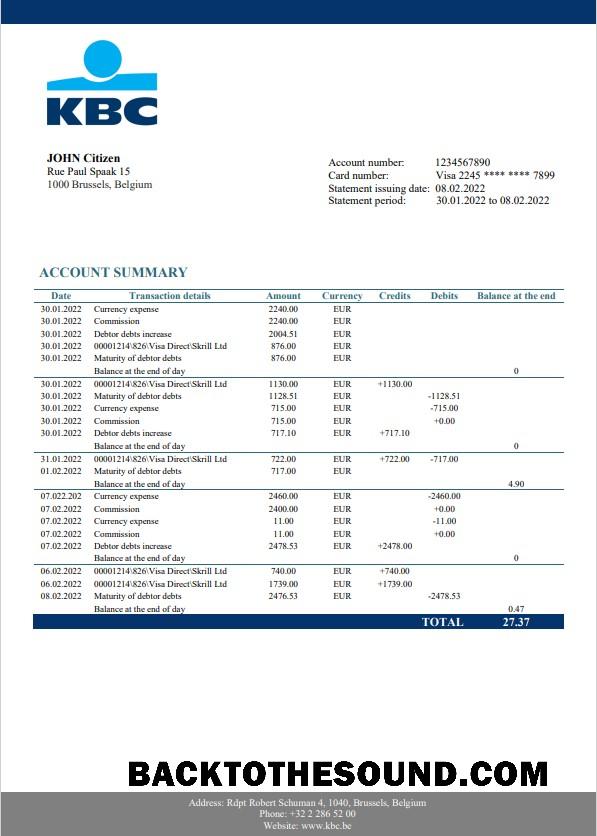 KBC
JOHN Citizen
Rue Paul Spaak 15
1000 Brussels, Belgium
Account number: 1234567890
Card number: Visa 2245 **** **** 7899
Statement issuing date: 08.02.2022
Statement period: 30.01.2022 to 08.02.2022
ACCOUNT SUMMARY
Date Transaction details Amount Currency Credits Debits Balance at the end
30.01.2022 Currency expense 2240.00 EUR
30.01.2022 Commission 2240.00 EUR
30.01.2022 Debtor debts increase 2004.51 EUR
30.01.2022 00001214\826\Visa Direct\Skrill Ltd 876.00 EUR
30.01.2022 Maturity of debtor debts 876.00 EUR
Balance at the end of day 0
30.01.2022 00001214\826\Visa Direct\Skrill Ltd 1130.00 EUR +1130.00
30.01.2022 Maturity of debtor debts 1128.51 EUR -1128.51
30.01.2022 Currency expense 715.00 EUR -715.00
30.01.2022 Commission 715.00 EUR +0.00
30.01.2022 Debtor debts increase 717.10 EUR +717.10
Balance at the end of day 0
31.01.2022 00001214\826\Visa Direct\Skrill Ltd 722.00 EUR +722.00 -717.00
01.02.2022 Maturity of debtor debts 717.00 EUR
Balance at the end of day 4.90
07.022.202 Currency expense 2460.00 EUR -2460.00
07.02.2022 Commission 2400.00 EUR +0.00
07.02.202 Currency expense 11.00 EUR -11.00
07.02.2022 Commission 11.00 EUR +0.00
07.02.2022 Debtor debts increase 2478.53 EUR +2478.00
Balance at the end of day 0
06.02.2022 00001214\826\Visa Direct\Skrill Ltd 740.00 EUR +740.00
06.02.2022 00001214\826\Visa Direct\Skrill Ltd 1739.00 EUR +1739.00
08.02.2022 Maturity of debtor debts 2476.53 EUR -2478.53
Balance at the end of day 0.47
TOTAL 27.37
BACKTOTHESOUND.COM
Address: Rdpt Robert Schuman 4, 1040, Brussels, Belgium
Phone: +32 2 286 52 00
Website: www.kbc.be